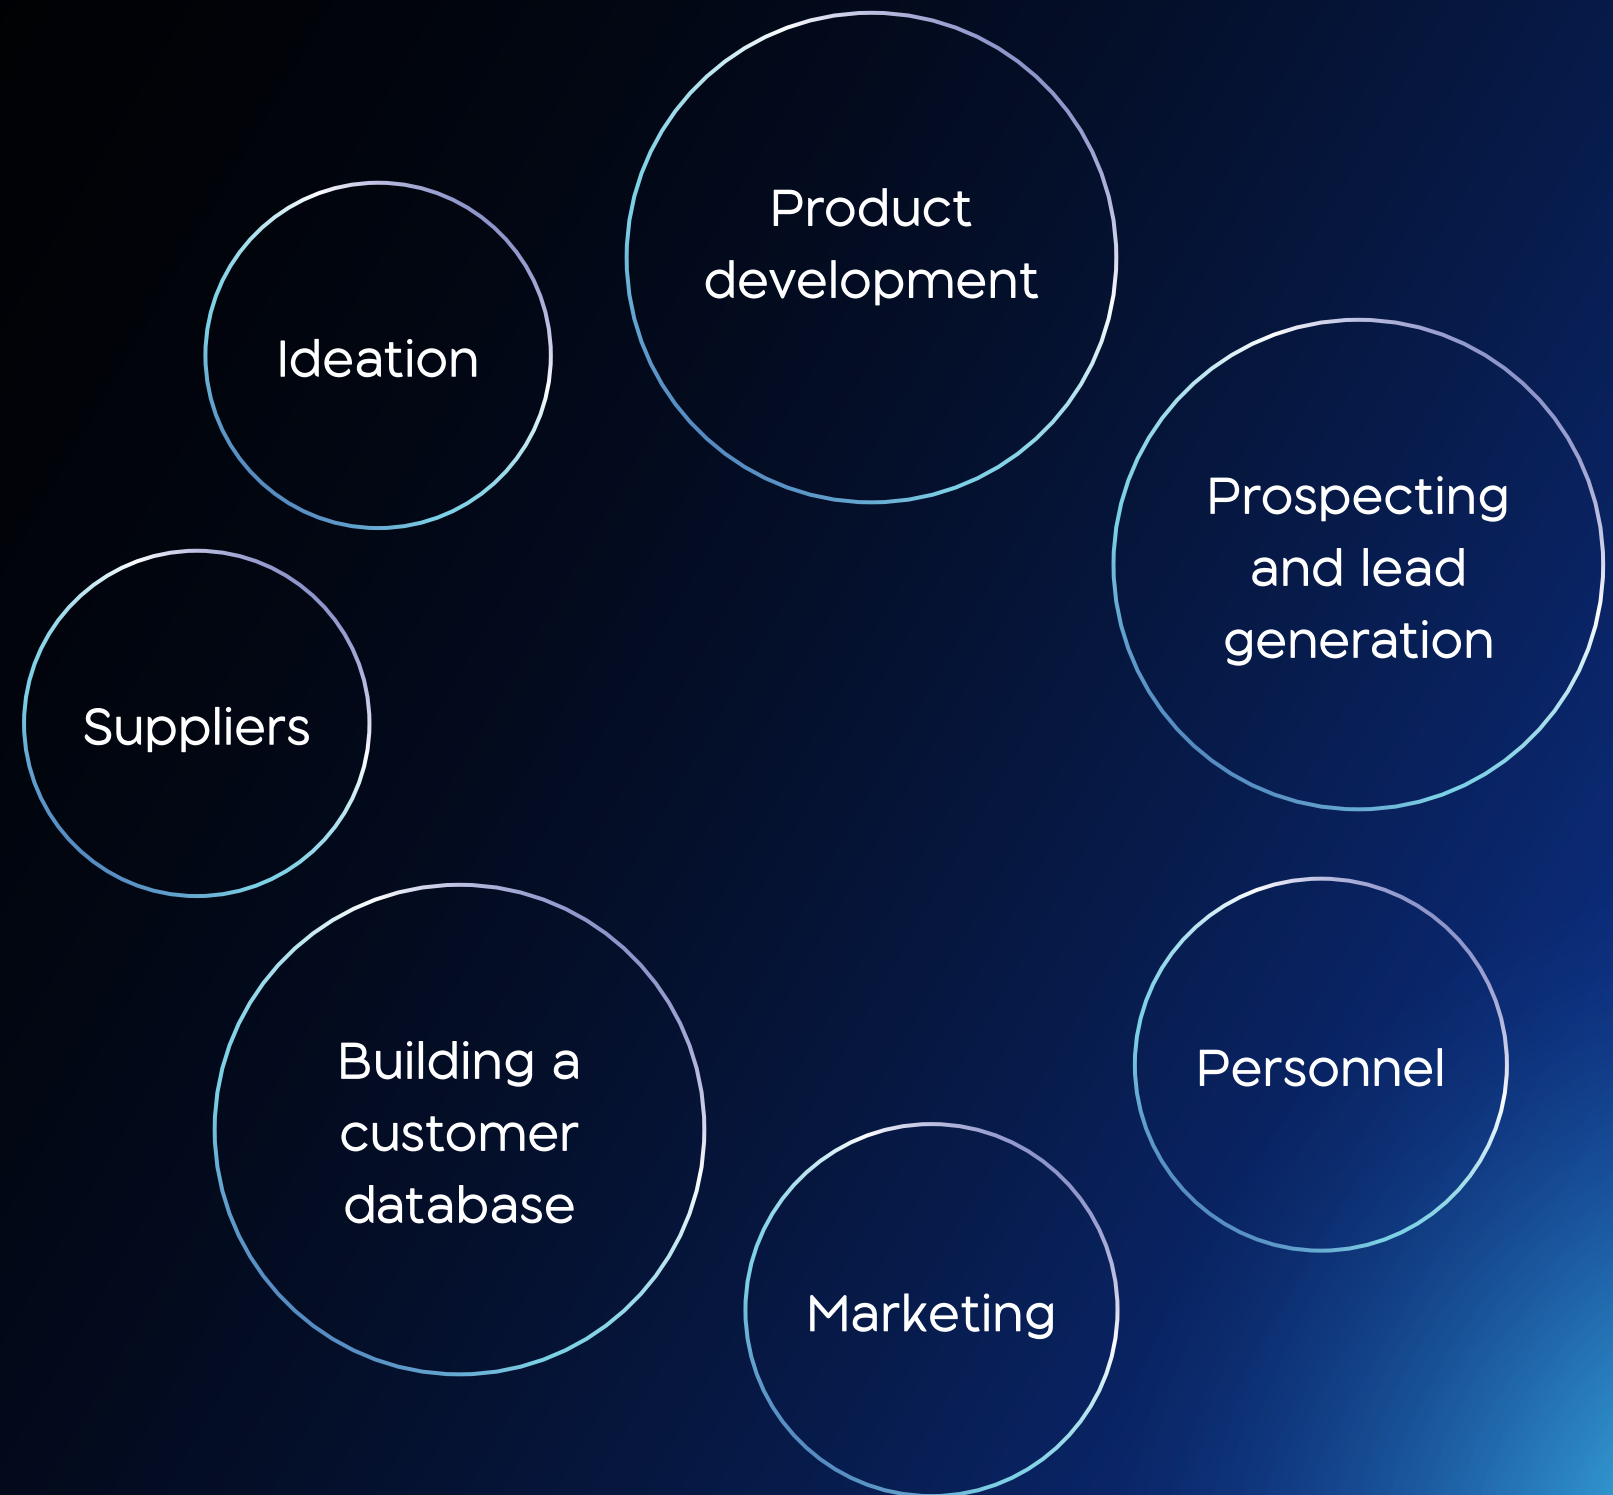 Product
development
Ideation
Prospecting
and lead
generation
Suppliers
Building a
customer
database
Personnel
Marketing